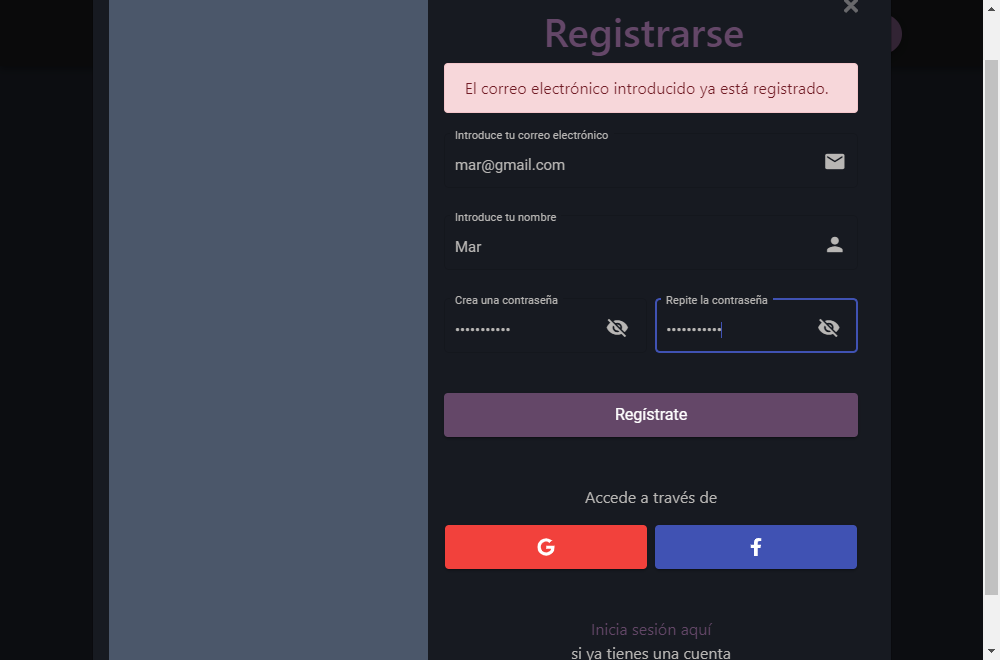 Registrarse
El correo electrónico introducido ya está registrado.
Introduce tu correo electrónico
mar@gmail.com
Introduce tu nombre
Mar
Crea una contraseña
•••••••••••
Repite la contraseña
•••••••••••
Regístrate
Accede a través de
Inicia sesión aquí
si ya tienes una cuenta